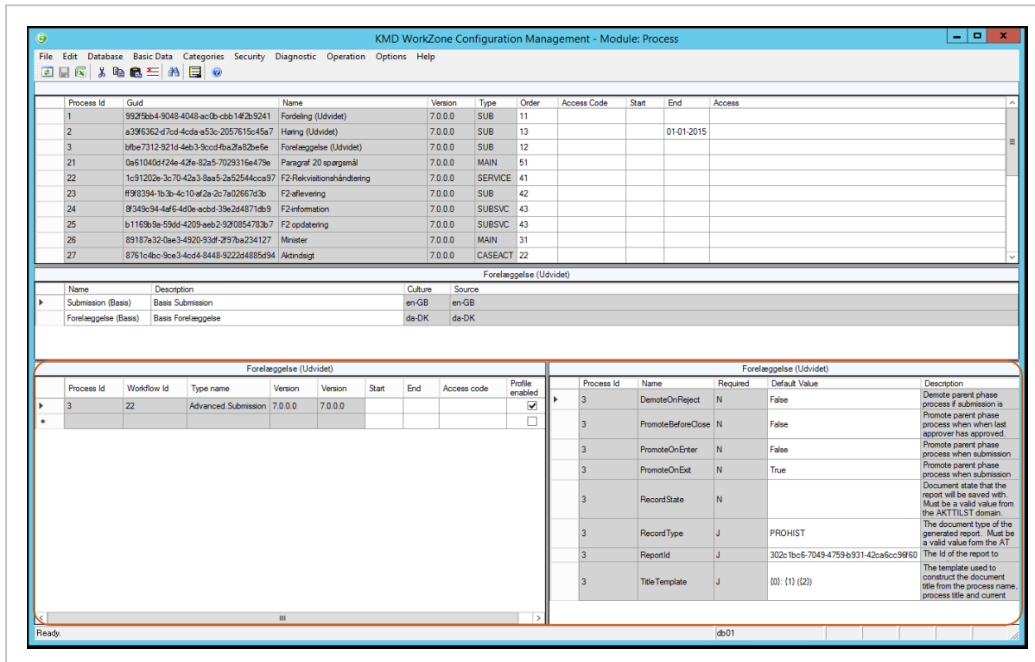 KMD WorkZone Configuration Management - Module: Process
File Edit Database Basic Data Categories Security Diagnostic Operation Options Help
Process Id Guid Name Version Type Order Access Code Start End Access
1 992f5bb4-9048-4048-ac0b-cbb14f2b9241 Fordeling (Udvidet) 7.0.0.0 SUB 11
2 a39f6362-d7cd-4cda-a53c-2057615c45a7 Høring (Udvidet) 7.0.0.0 SUB 13 01-01-2015
3 bfbe7312-921d-4eb3-9ccd-fba2fa82be6e Forelæggelse (Udvidet) 7.0.0.0 SUB 12
21 0a61040d-f24e-42fe-82a5-7029316e479e Paragraf 20 spørgsmål 7.0.0.0 MAIN 51
22 1c91202e-3c70-42a3-8aa5-2a52544cca97 F2-Rekvisitionshåndtering 7.0.0.0 SERVICE 41
23 ff9f8394-1b3b-4c10-af2a-2c7a02667d3b F2-aflevering 7.0.0.0 SUB 42
24 8f349c94-4af6-4d0e-acbd-39e2d4871db9 F2-information 7.0.0.0 SUBSVC 43
25 b1169b9a-59dd-4209-aeb2-92f0854783b7 F2 opdatering 7.0.0.0 SUBSVC 43
26 89187a32-0ae3-4920-93df-2f97ba234127 Minister 7.0.0.0 MAIN 31
27 8761c4bc-9ce3-4cd4-8448-9222d4885d94 Aktindsigt 7.0.0.0 CASEACT 22
Forelæggelse (Udvidet)
Name Description Culture Source
Submission (Basis) Basis Submission en-GB en-GB
Forelæggelse (Basis) Basis Forelæggelse da-DK da-DK
Forelæggelse (Udvidet)
Process Id Workflow Id Type name Version Version Start End Access code Profile enabled
3 22 Advanced.Submission 7.0.0.0 7.0.0.0
Forelæggelse (Udvidet)
Process Id Name Required Default Value Description
3 DemoteOnReject N False Demote parent phase
process if submission is
3 PromoteBeforeClose N False Promote parent phase
process when when last
approver has approved.
3 PromoteOnEnter N False Promote parent phase
process when submission
3 PromoteOnExit N True Promote parent phase
process when submission
3 RecordState N Document state that the
report will be saved with.
Must be a valid value from
the AKTTILST domain.
3 RecordType J PROHIST The document type of the
generated report. Must be
a valid value fom the AT
3 ReportId J 302c1bc6-7049-4759-b931-42ca6cc96f60 The Id of the report to
3 TitleTemplate J {0}: {1} ({2}) The template used to
construct the document
title from the process name,
process title and current
Ready. db01